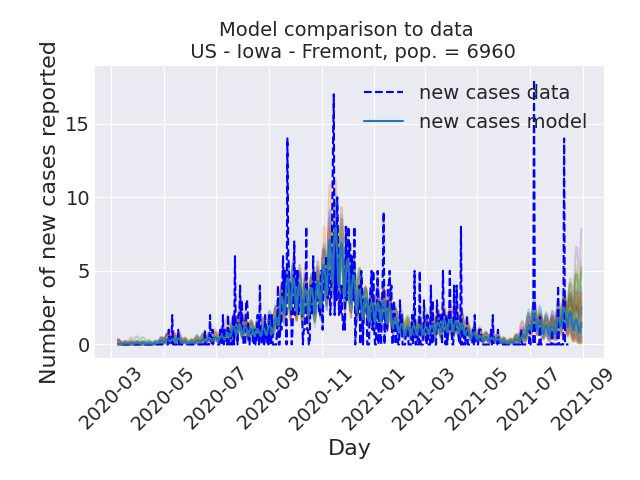 Model comparison to data
US - Iowa - Fremont, pop. = 6960
Number of new cases reported
new cases data
new cases model
15
10
5
0
2020-03
2020-05
2020-07
2020-09
2020-11
2021-01
2021-03
2021-05
2021-07
2021-09
Day